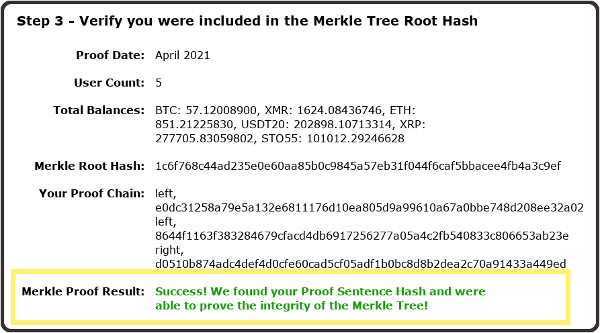 Step 3 - Verify you were included in the Merkle Tree Root Hash
Proof Date: April 2021
User Count: 5
Total Balances: BTC: 57.12008900, XMR: 1624.08436746, ETH:
851.21225830, USDT20: 202898.10713314, XRP:
277705.83059802, STO55: 101012.29246628
Merkle Root Hash: 1c6f768c44ad235e0e60aa85b0c9845a57eb31f044f6caf5bbacee4fb4a3c9ef
Your Proof Chain: left,
e0dc31258a79e5a132e6811176d10ea805d9a99610a67a0bbe748d208ee32a02
left,
8644f1163f383284679cfacd4db6917256277a05a4c2fb540833c806653ab23e
right,
d0510b874adc4def4d0cfe60cad5cf05adf1b0bc8d8b2dea2c70a91433a449ed
Merkle Proof Result: Success! We found your Proof Sentence Hash and were
able to prove the integrity of the Merkle Tree!